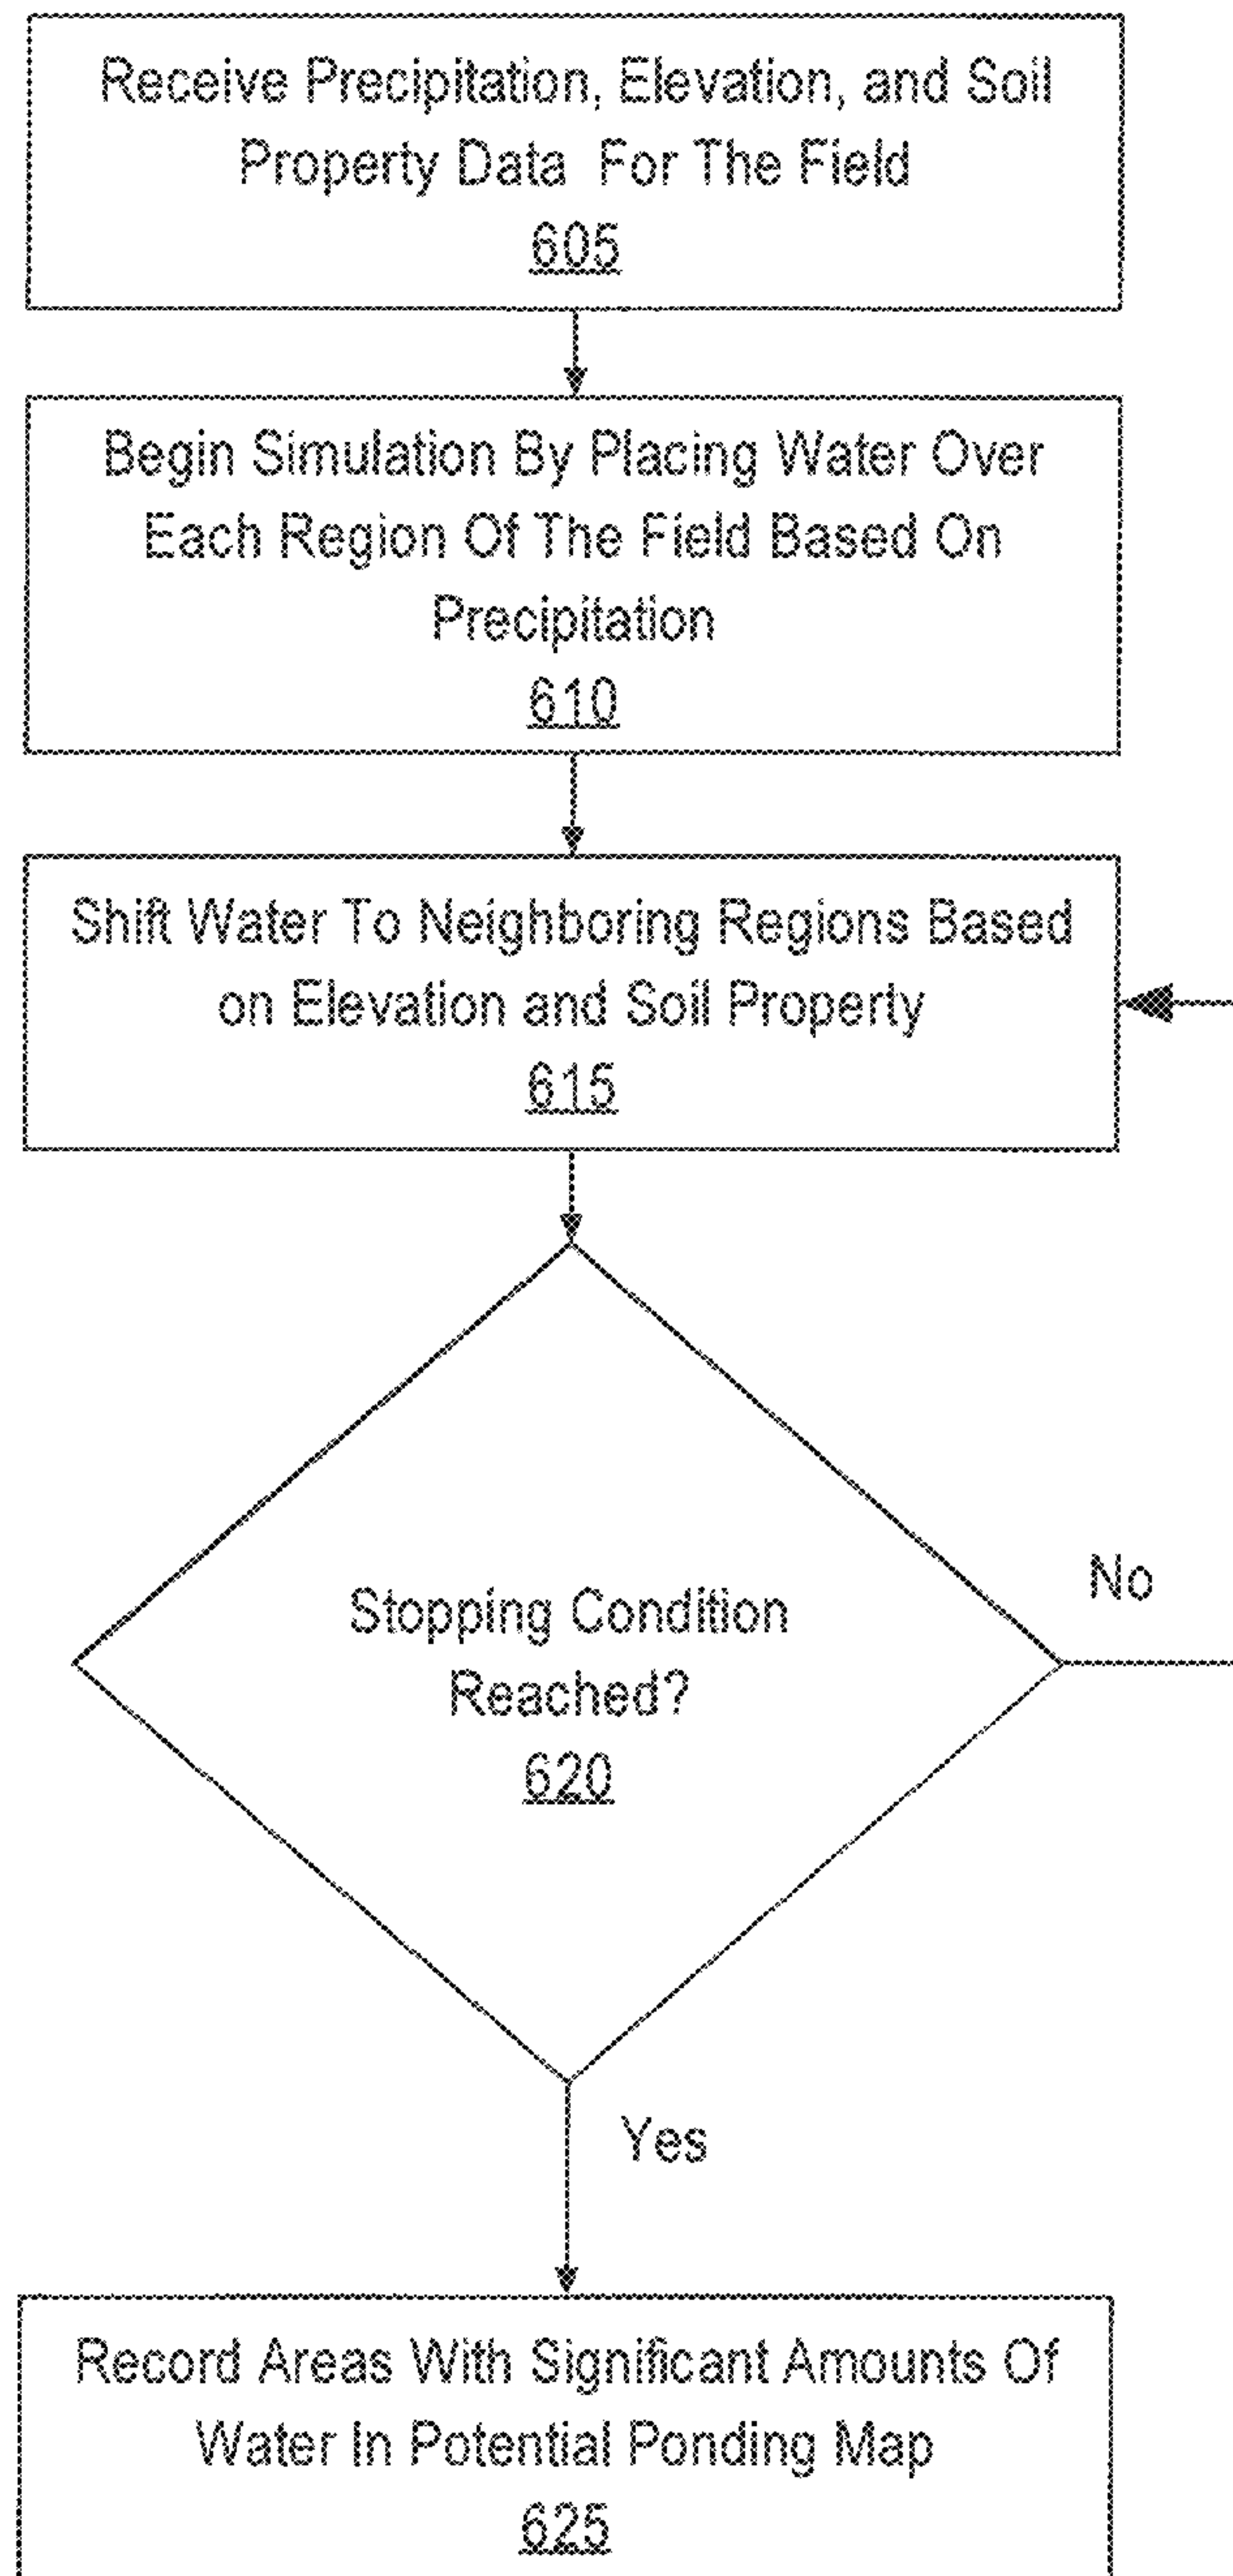 Receive Precipitation, Elevation, and Soil
Property Data For The Field
605
Begin Simulation By Placing Water Over
Each Region Of The Field Based On
Precipitation
610
Shift Water To Neighboring Regions Based
on Elevation and Soil Property
615
Stopping Condition
Reached?
620
No
Yes
Record Areas With Significant Amounts Of
Water In Potential Ponding Map
625